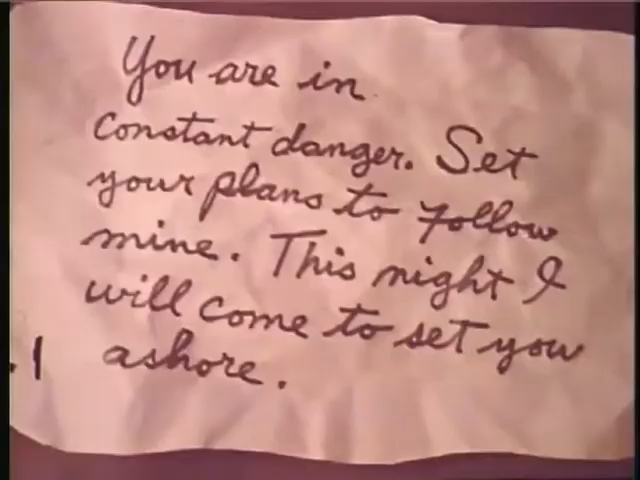 You are in
constant danger. Set
your plans to follow
mine. This night I
will come to set you
ashore.